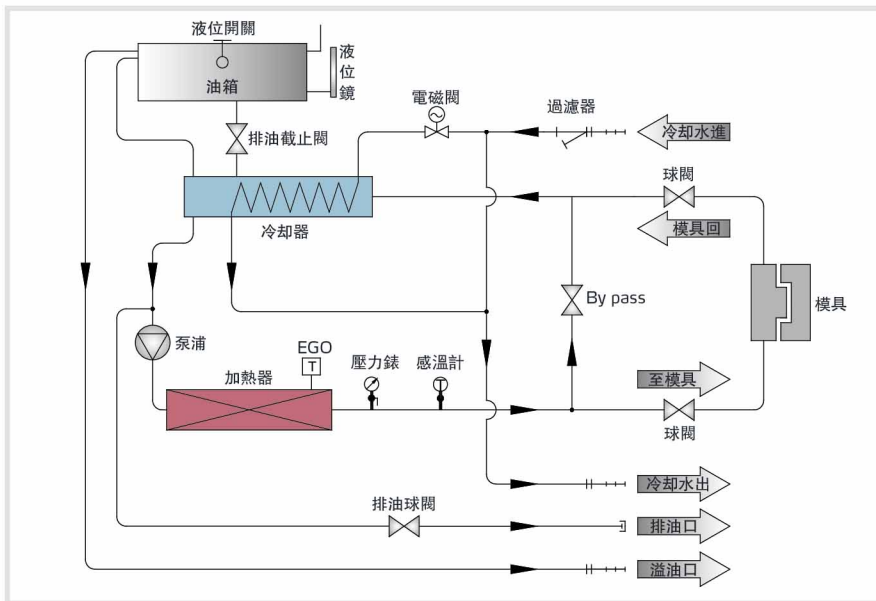 液位開關
液位鏡
油箱
電磁閥
過濾器
冷却水進
排油截止閥
球閥
冷却器
模具回
By pass
模具
泵浦
EGO
T
加熱器
壓力錶
感溫計
T
至模具
球閥
冷却水出
排油球閥
排油口
溢油口